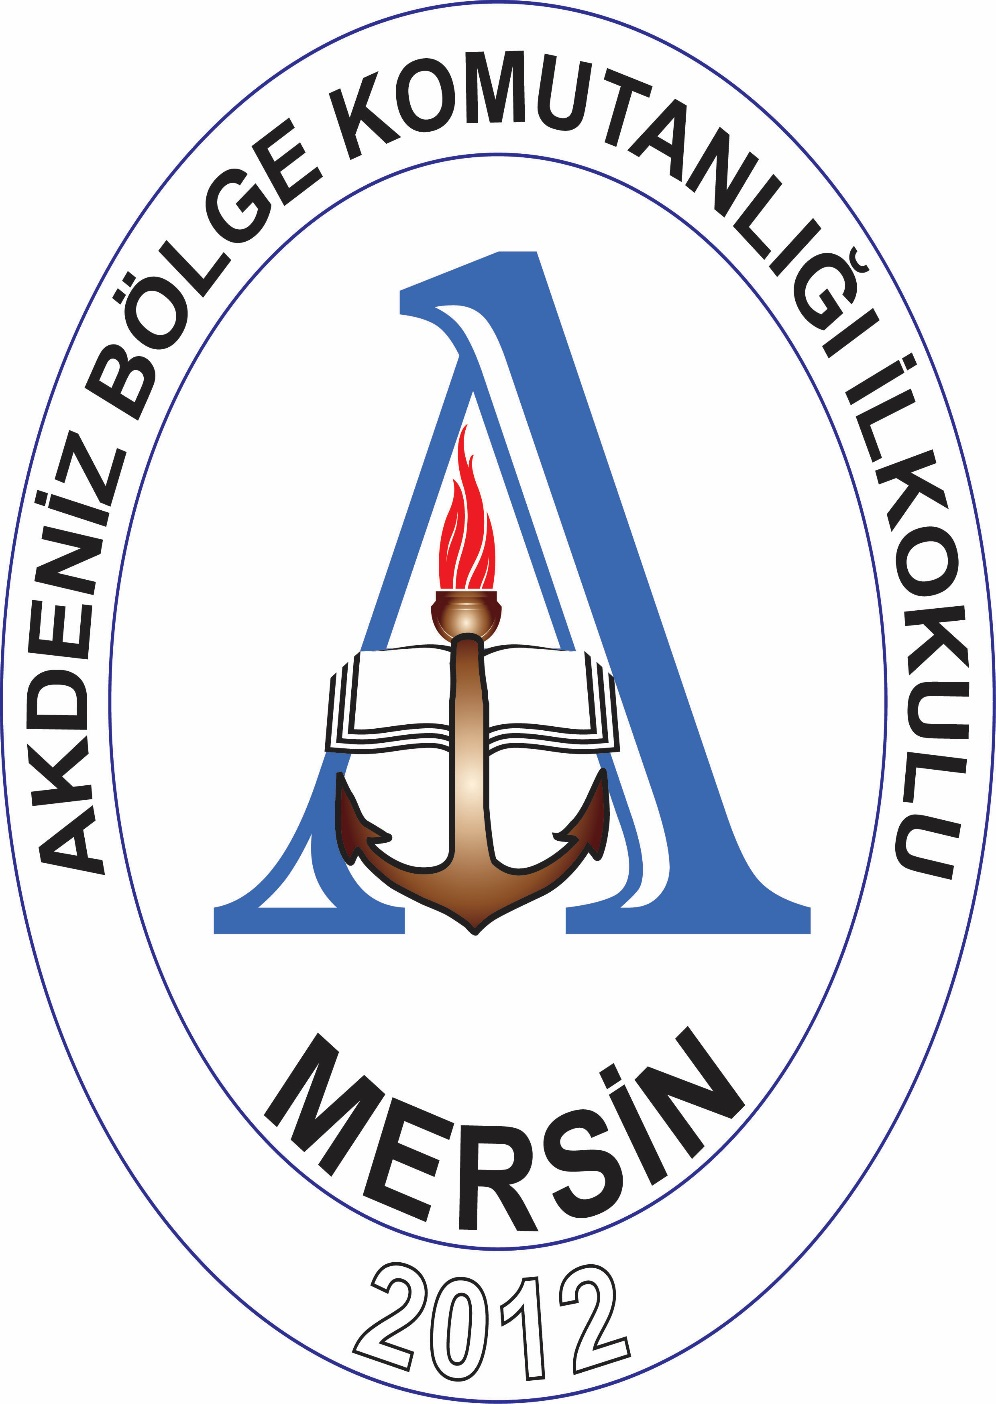 AKDENİZ BÖLGE KOMUTANLIĞI İLKOKULU
A
MERSİN
2012